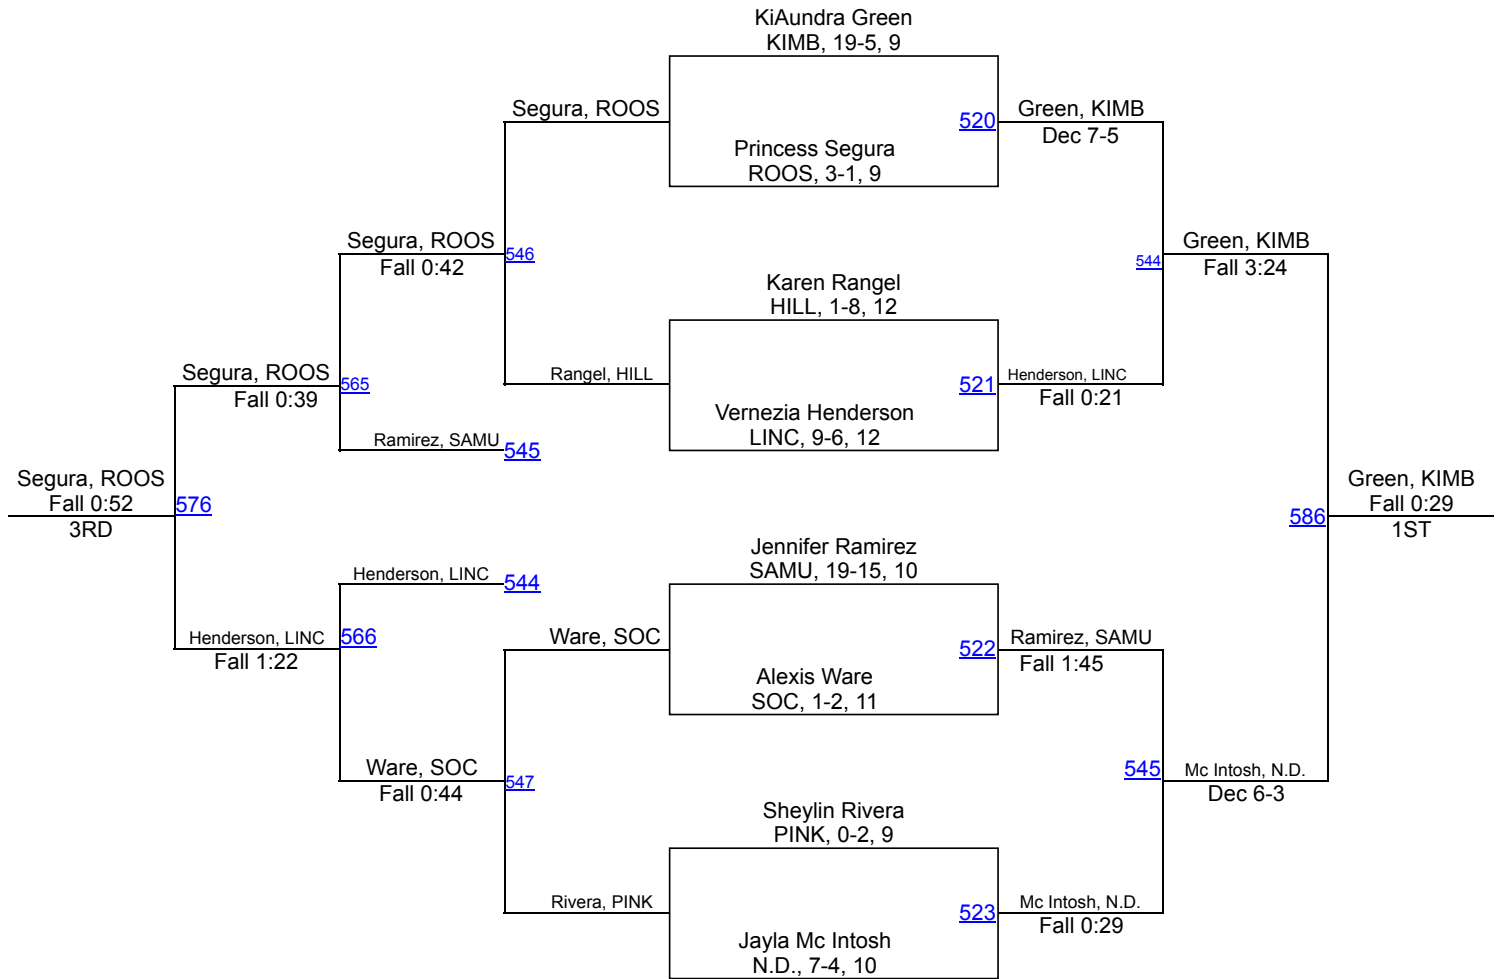 KiAundra Green
KIMB, 19-5, 9
Segura, ROOS
520
Green, KIMB
Dec 7-5
Princess Segura
ROOS, 3-1, 9
Segura, ROOS
Fall 0:42
546
544
Green, KIMB
Fall 3:24
Karen Rangel
HILL, 1-8, 12
Segura, ROOS
Fall 0:39
565
Rangel, HILL
521
Henderson, LINC
Fall 0:21
Vernezia Henderson
LINC, 9-6, 12
Ramirez, SAMU
545
Segura, ROOS
Fall 0:52
3RD
576
586
Green, KIMB
Fall 0:29
1ST
Jennifer Ramirez
SAMU, 19-15, 10
Henderson, LINC
544
Henderson, LINC
Fall 1:22
566
Ware, SOC
522
Ramirez, SAMU
Fall 1:45
Alexis Ware
SOC, 1-2, 11
Ware, SOC
Fall 0:44
547
545
Mc Intosh, N.D.
Dec 6-3
Sheylin Rivera
PINK, 0-2, 9
Rivera, PINK
523
Mc Intosh, N.D.
Fall 0:29
Jayla Mc Intosh
N.D., 7-4, 10